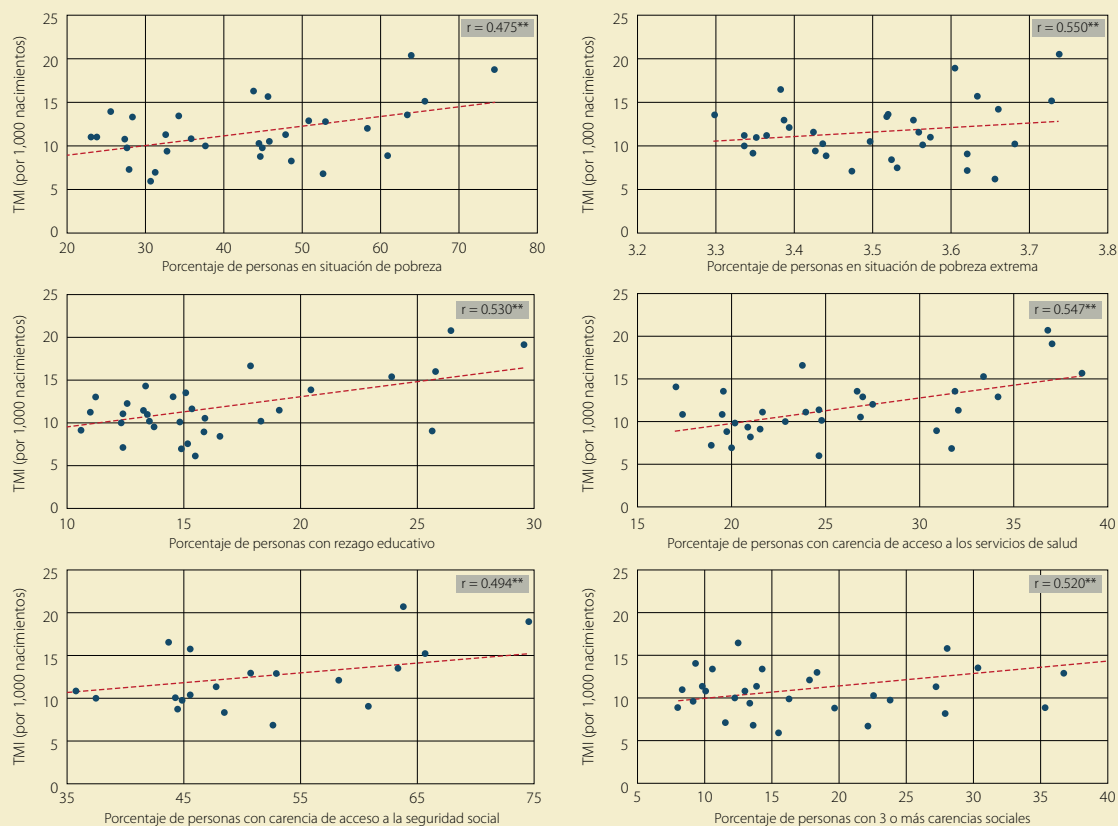 TMI (por 1,000 nacimientos)
25
20
15
10
5
0
r = 0.475**
20 30 40 50 60 70 80
Porcentaje de personas en situación de pobreza
TMI (por 1,000 nacimientos)
25
20
15
10
5
0
r = 0.550**
3.2 3.3 3.4 3.5 3.6 3.7 3.8
Porcentaje de personas en situación de pobreza extrema
TMI (por 1,000 nacimientos)
25
20
15
10
5
0
r = 0.530**
10 15 20 25 30
Porcentaje de personas con rezago educativo
TMI (por 1,000 nacimientos)
25
20
15
10
5
0
r = 0.547**
15 20 25 30 35 40
Porcentaje de personas con carencia de acceso a los servicios de salud
TMI (por 1,000 nacimientos)
25
20
15
10
5
0
r = 0.494**
35 45 55 65 75
Porcentaje de personas con carencia de acceso a la seguridad social
TMI (por 1,000 nacimientos)
25
20
15
10
5
0
r = 0.520**
5 10 15 20 25 30 35 40
Porcentaje de personas con 3 o más carencias sociales